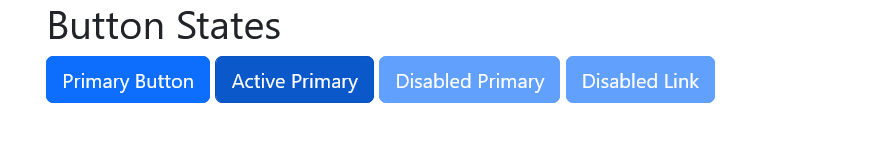 Button States
Primary Button Active Primary Disabled Primary Disabled Link